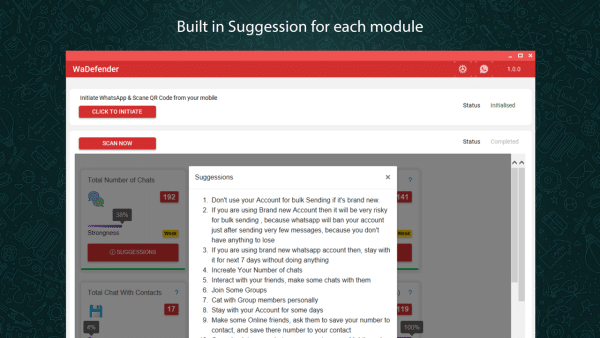 Built in Suggession for each module
WaDefender
1.0.0
Initiate WhatsApp & Scane QR Code from your mobile
CLICK TO INITIATE
Status
Initialised
SCAN NOW
Status
Completed
Total Number of Chats
?
192
58%
Strongness
Weak
SUGGESSIONS
Suggessions
×
1. Don't use your Account for bulk Sending if it's brand new.
2. If you are using Brand new Account then it will be very risky
for bulk sending , because whatsapp will ban your account
just after sending very few messages, because you don't
have anything to lose
3. If you are using brand new whatsapp account then, stay with
it for next 7 days without doing anything
4. Increate Your Number of chats
5. Interact with your friends, make some chats with them
6. Join Some Groups
7. Cat with Group members personally
8. Stay with your Account for some days
9. Make some Online friends, ask them to save your number to
contact, and save there number to your contact
?
141
Weak
Total Chat With Contacts
?
17
4%
) ?
119
100%